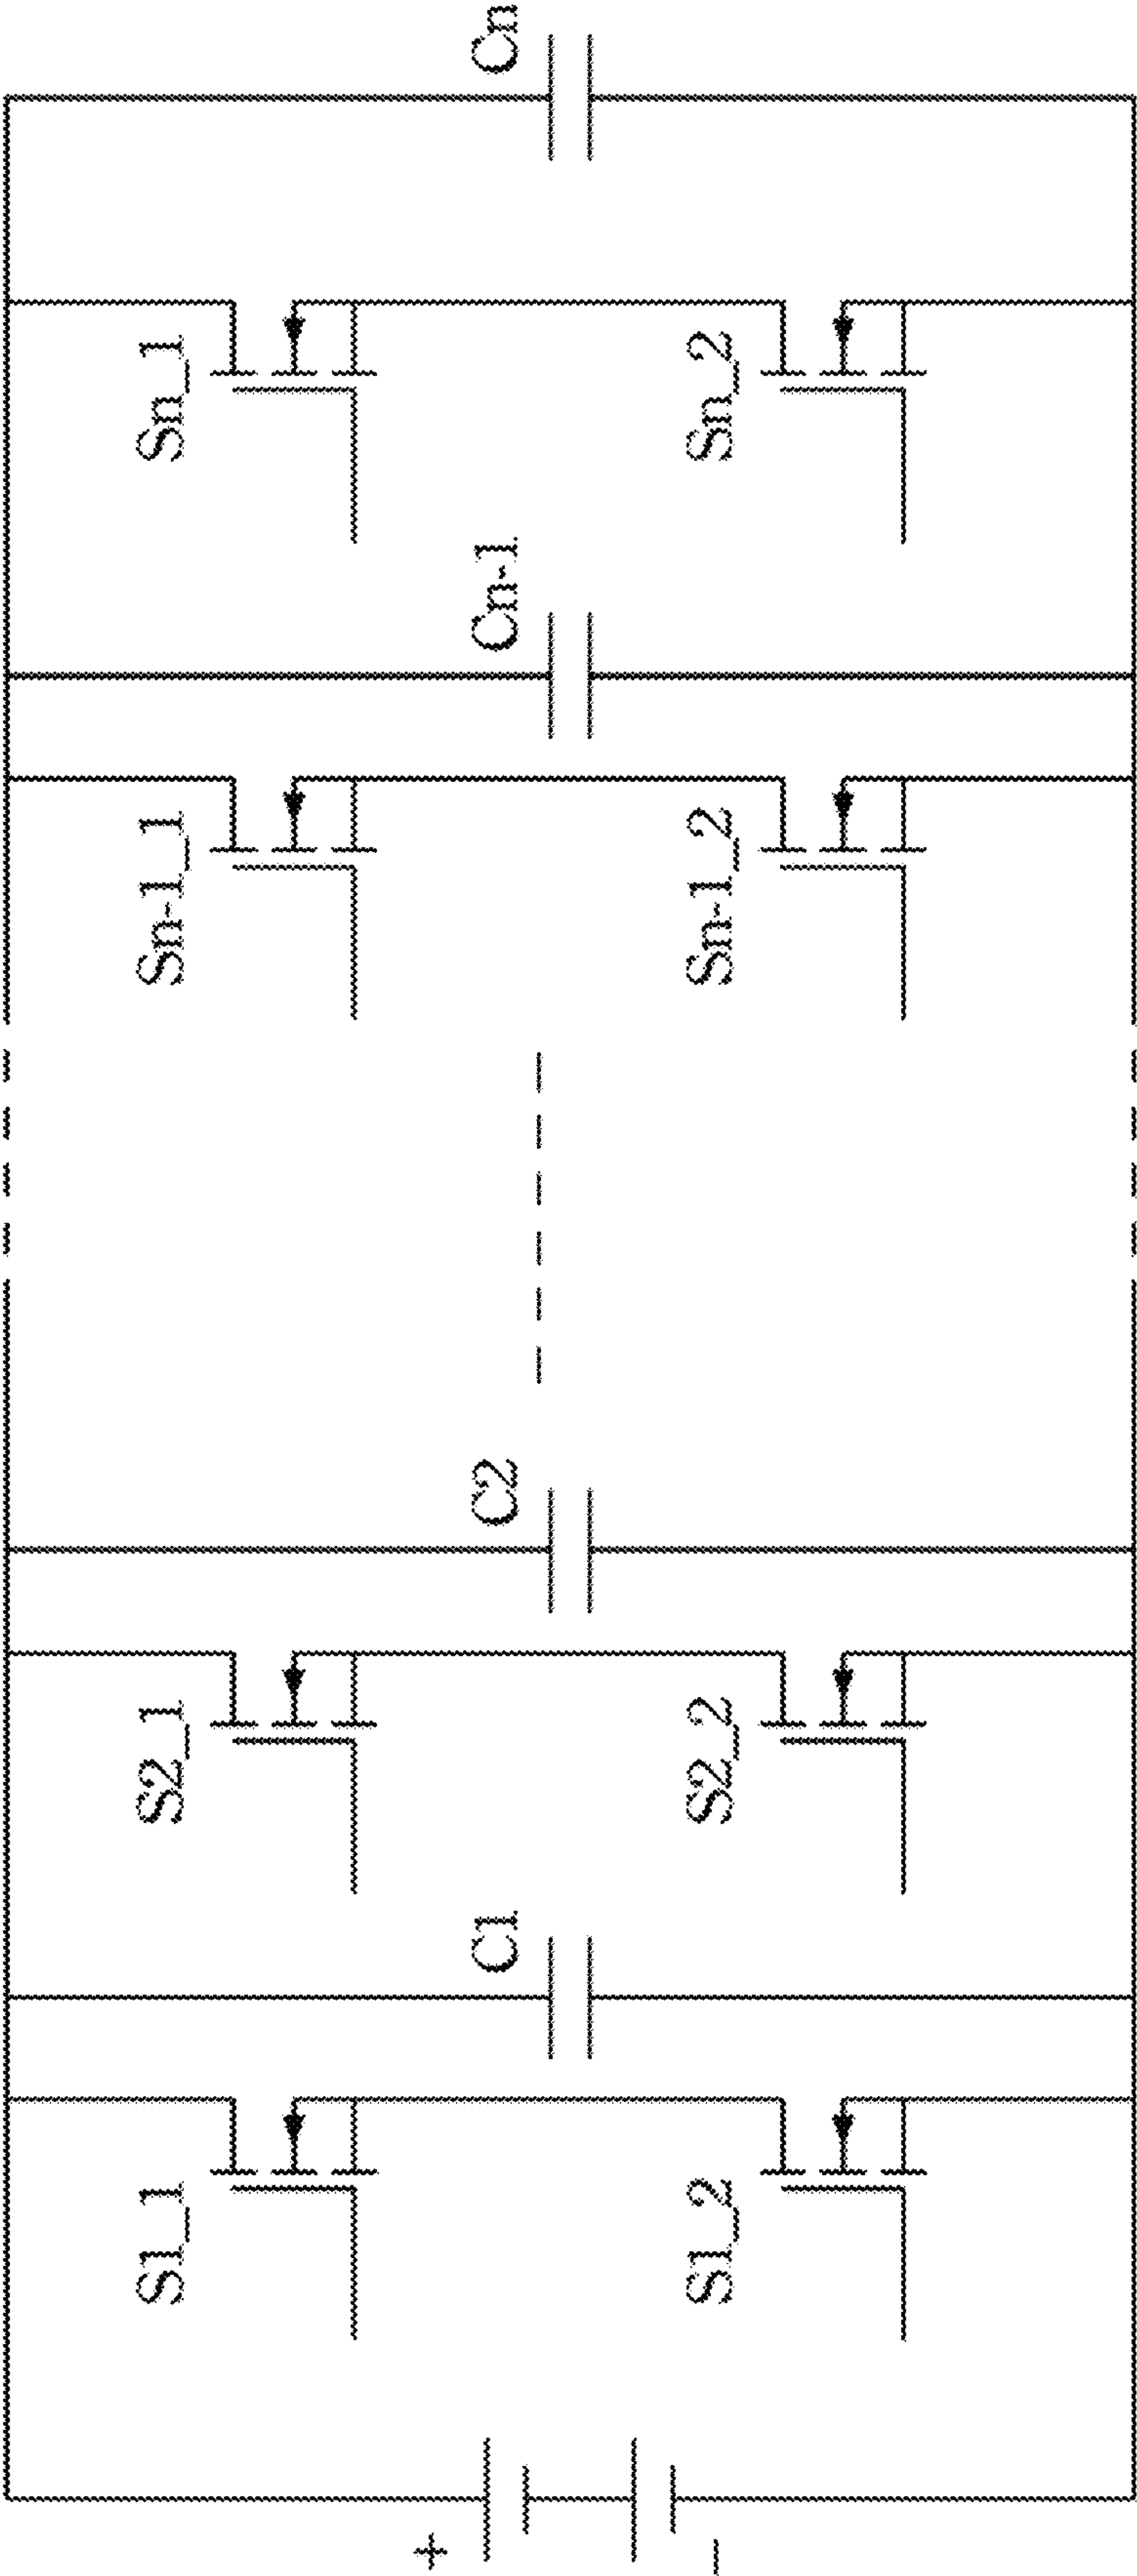 Cn
Sn_1
Sn_2
Cn-1
Sn-1_1
Sn-1_2
C2
S2_1
S2_2
C1
S1_1
S1_2
+
−